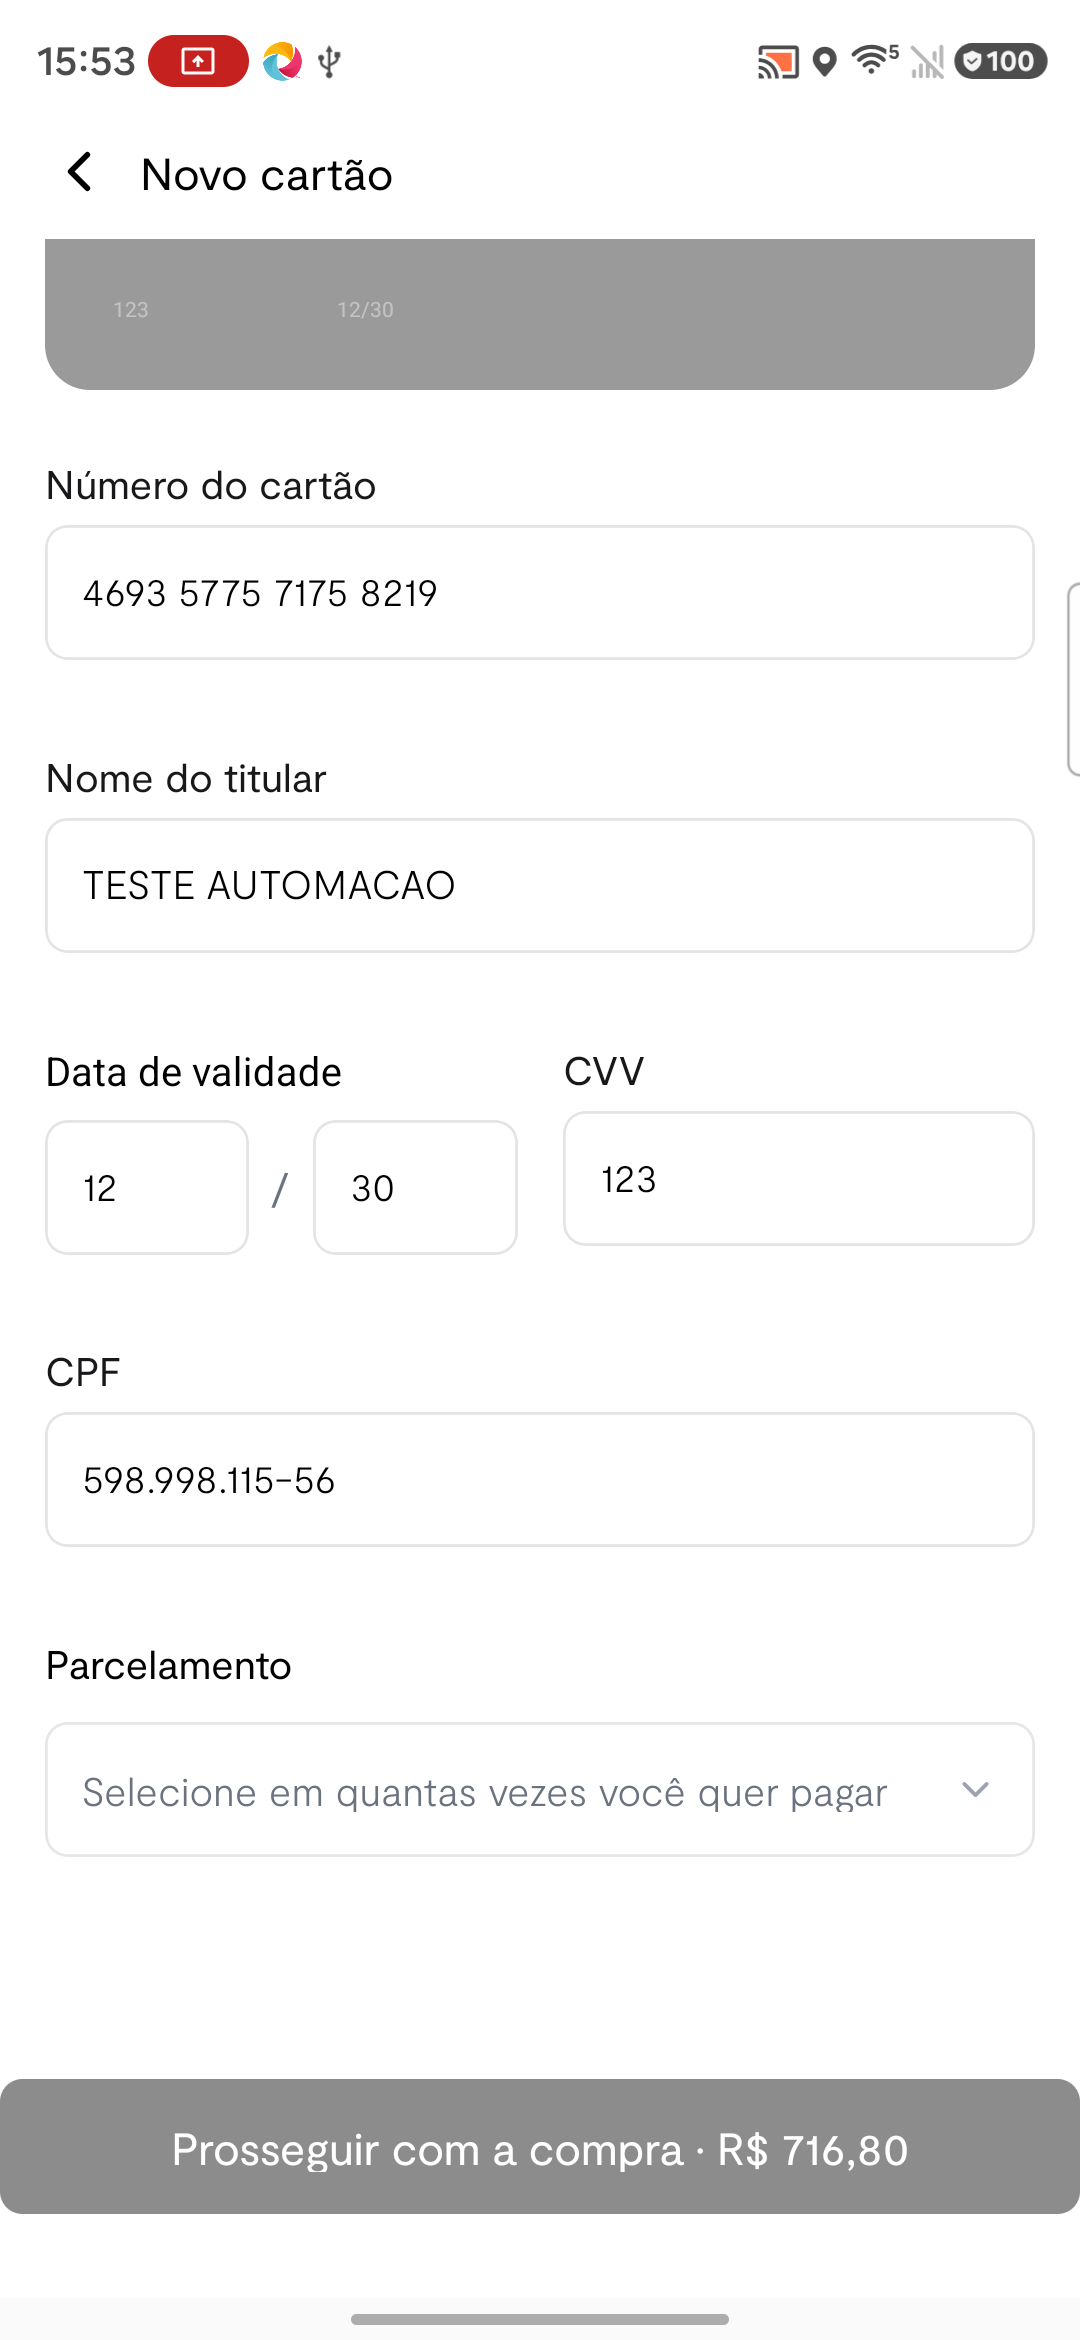 15:53
5
100
Novo cartão
123 12/30
Número do cartão
4693 5775 7175 8219
Nome do titular
TESTE AUTOMACAO
Data de validade CVV
12 / 30 123
CPF
598.998.115-56
Parcelamento
Selecione em quantas vezes você quer pagar
Prosseguir com a compra · R$ 716,80